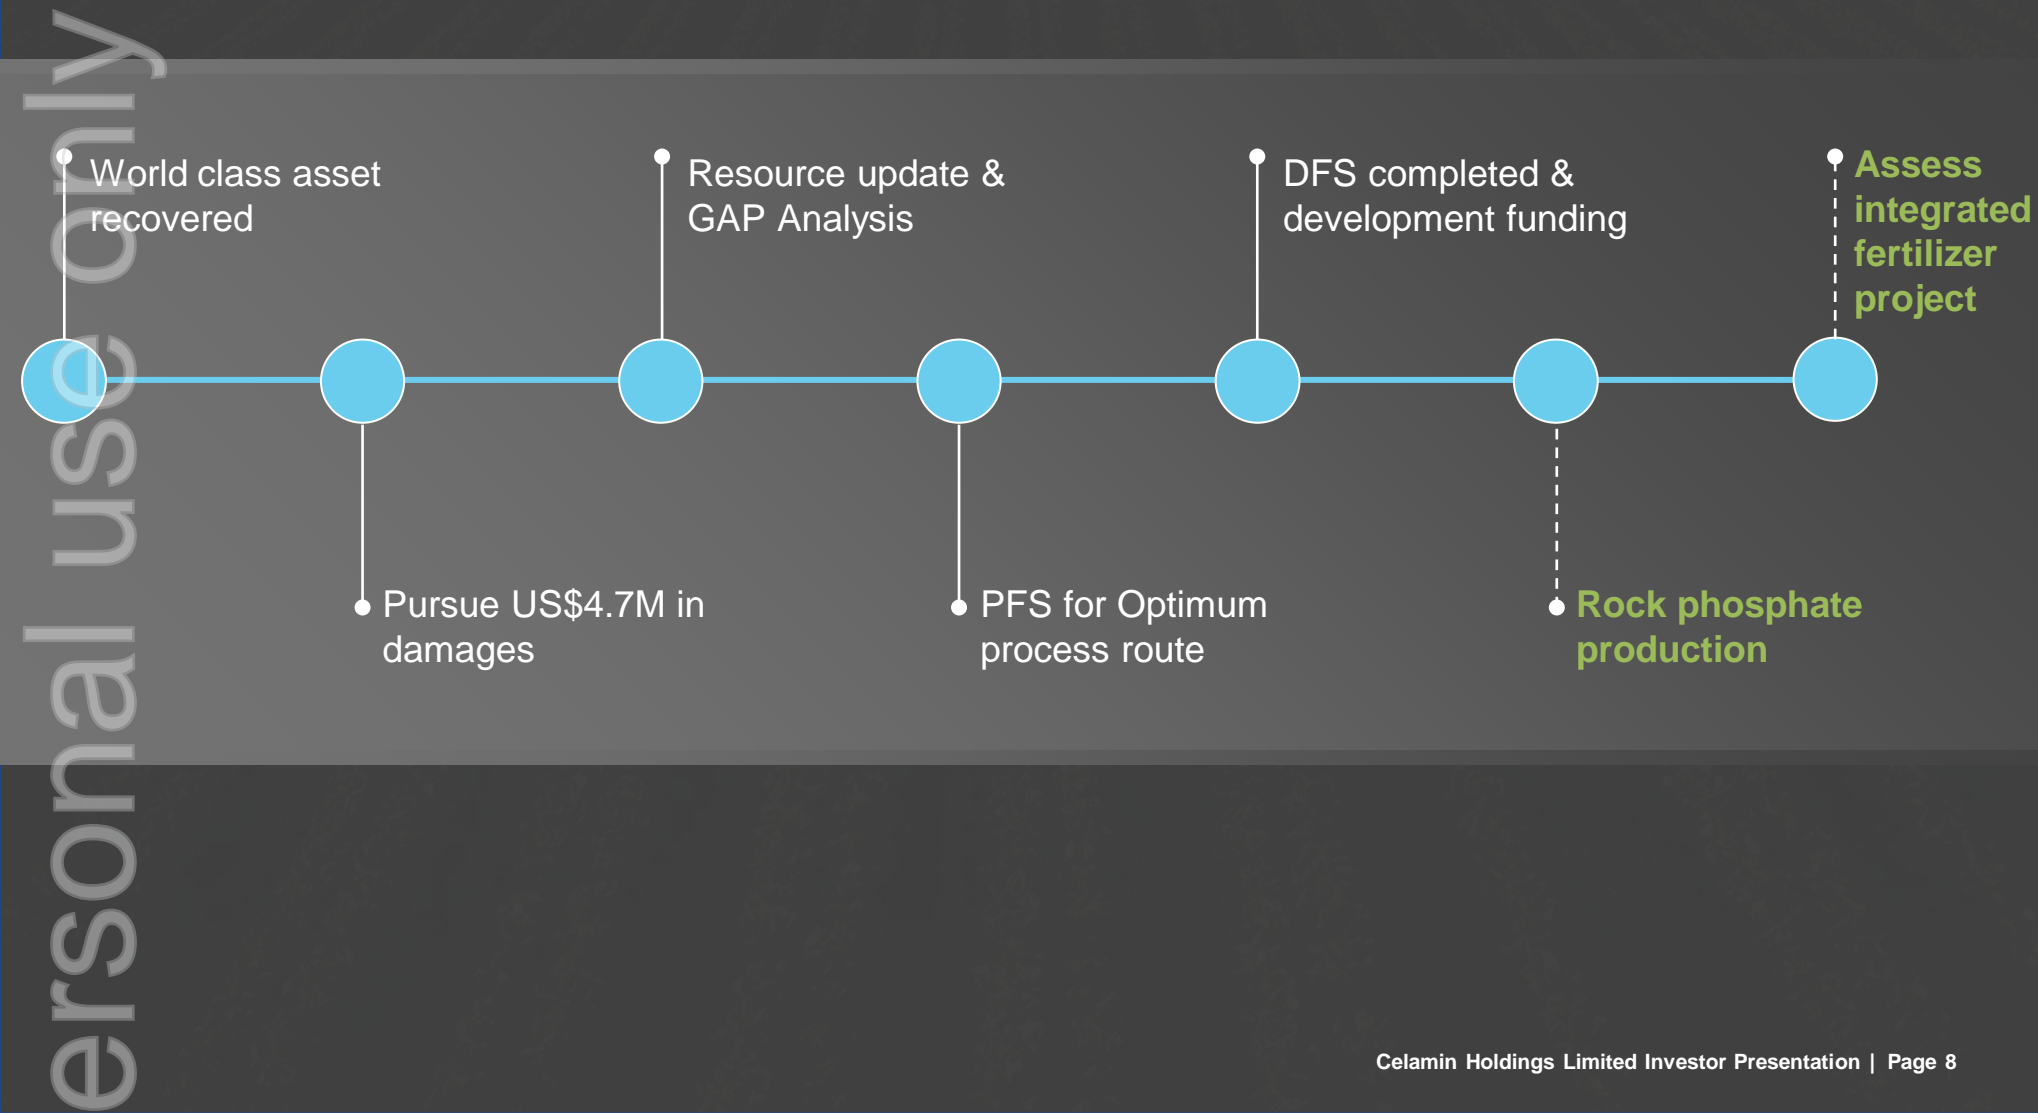 World class asset
recovered
Resource update &
GAP Analysis
DFS completed &
development funding
Assess
integrated
fertilizer
project
Pursue US$4.7M in
damages
PFS for Optimum
process route
Rock phosphate
production
Celamin Holdings Limited Investor Presentation | Page 8
ersonal use only